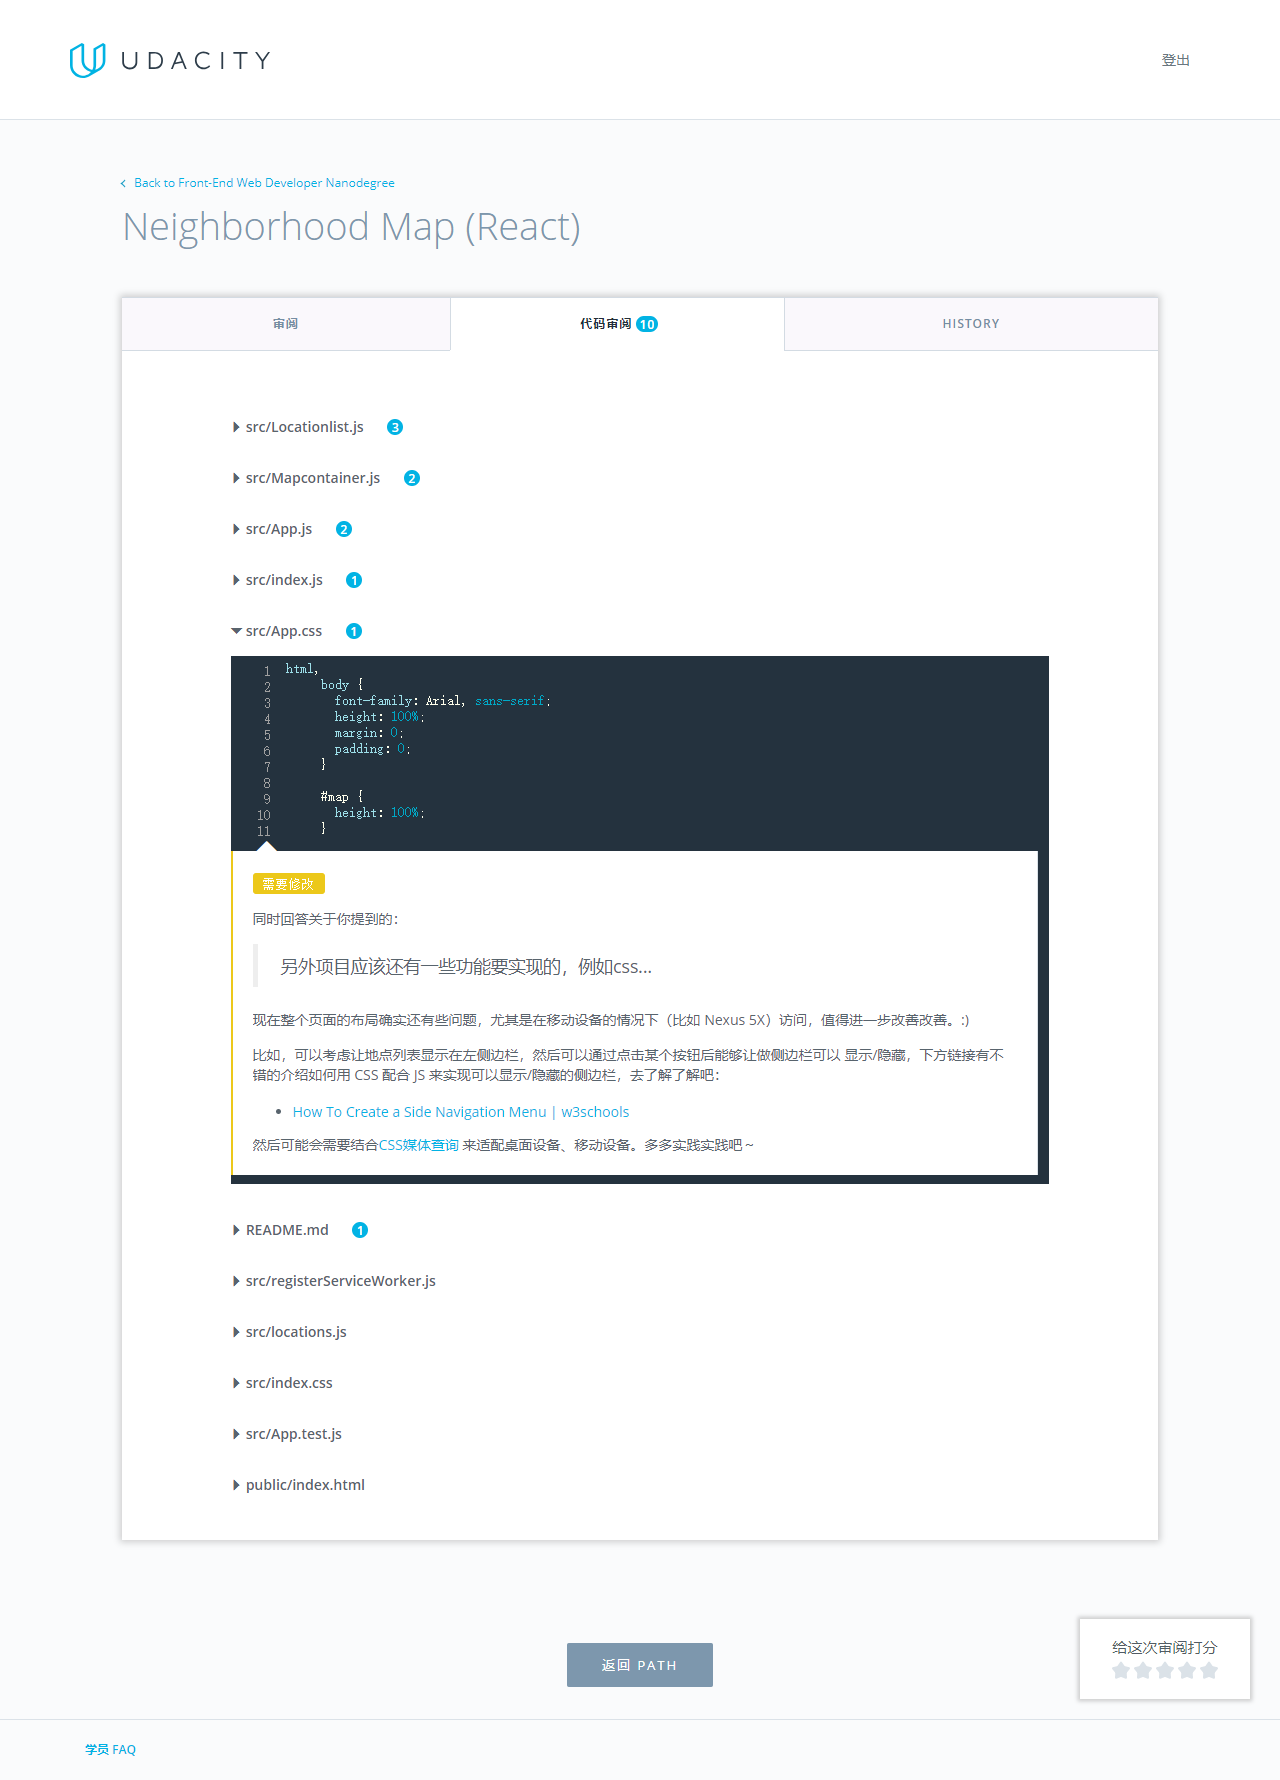 UDACITY
登出
Back to Front-End Web Developer Nanodegree
Neighborhood Map (React)
审阅
代码审阅 10
HISTORY
src/Locationlist.js 3
src/Mapcontainer.js 2
src/App.js 2
src/index.js 1
src/App.css 1
1 html,
2 body {
3 font-family: Arial, sans-serif;
4 height: 100%;
5 margin: 0;
6 padding: 0;
7 }
8
9 #map {
10 height: 100%;
11 }
需要修改
同时回答关于你提到的：
另外项目应该还有一些功能要实现的，例如css...
现在整个页面的布局确实还有些问题，尤其是在移动设备的情况下（比如 Nexus 5X）访问，值得进一步改善改善。:)
比如，可以考虑让地点列表显示在左侧边栏，然后可以通过点击某个按钮后能够让做侧边栏可以 显示/隐藏，下方链接有不
错的介绍如何用 CSS 配合 JS 来实现可以显示/隐藏的侧边栏，去了解了解吧：
• How To Create a Side Navigation Menu | w3schools
然后可能会需要结合CSS媒体查询 来适配桌面设备、移动设备。多多实践实践吧～
README.md 1
src/registerServiceWorker.js
src/locations.js
src/index.css
src/App.test.js
public/index.html
返回 PATH
给这次审阅打分
学员 FAQ